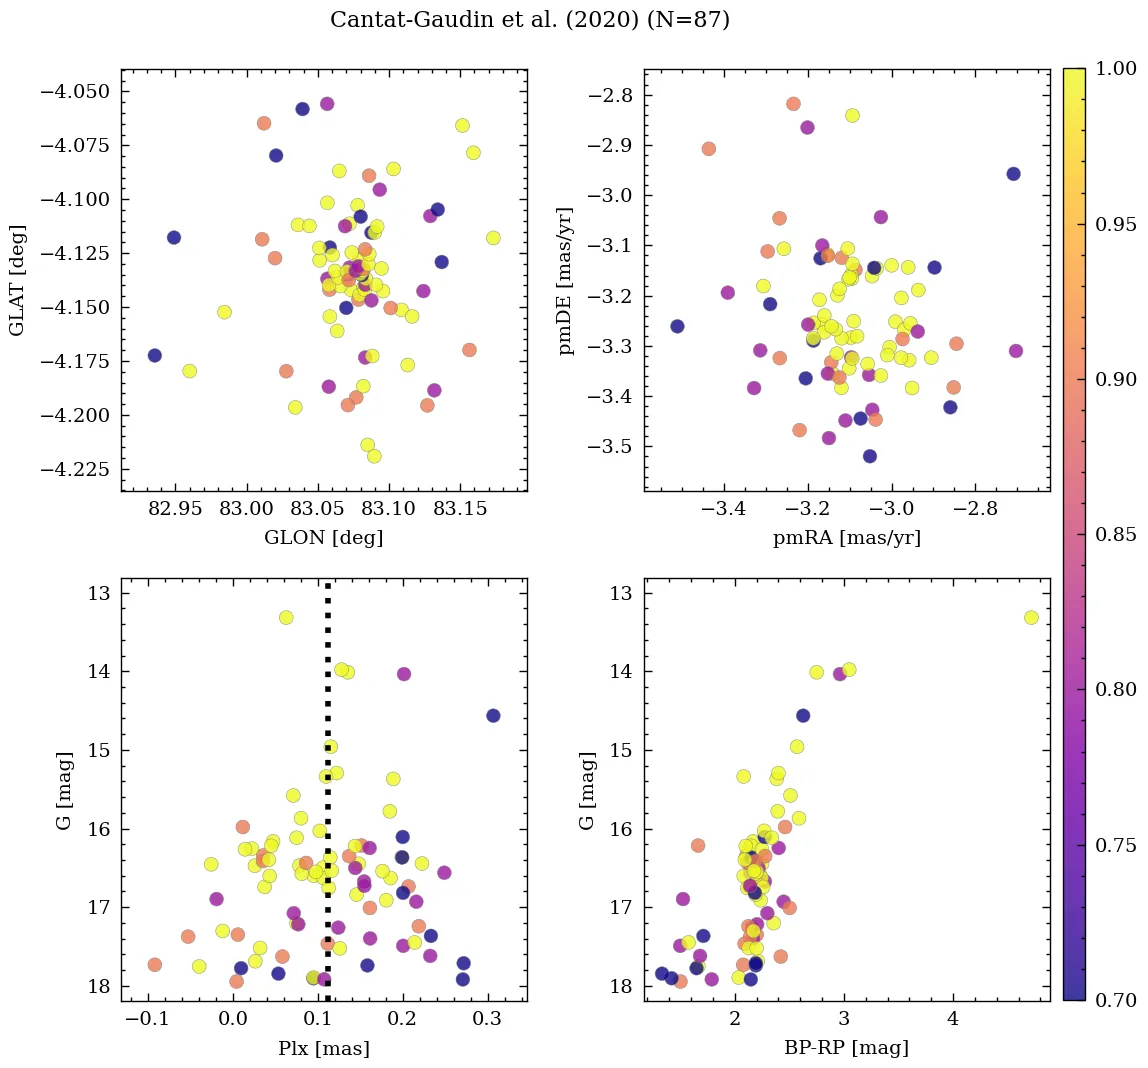 Cantat-Gaudin et al. (2020) (N=87)
−4.050
−4.075
−4.100
−4.125
−4.150
−4.175
−4.200
−4.225
GLAT [deg]
82.95 83.00 83.05 83.10 83.15
GLON [deg]
−2.8
−2.9
−3.0
−3.1
−3.2
−3.3
−3.4
−3.5
pmDE [mas/yr]
−3.4 −3.2 −3.0 −2.8
pmRA [mas/yr]
1.00
0.95
0.90
0.85
0.80
0.75
0.70
13
14
15
16
17
18
G [mag]
−0.1 0.0 0.1 0.2 0.3
Plx [mas]
13
14
15
16
17
18
G [mag]
2 3 4
BP-RP [mag]